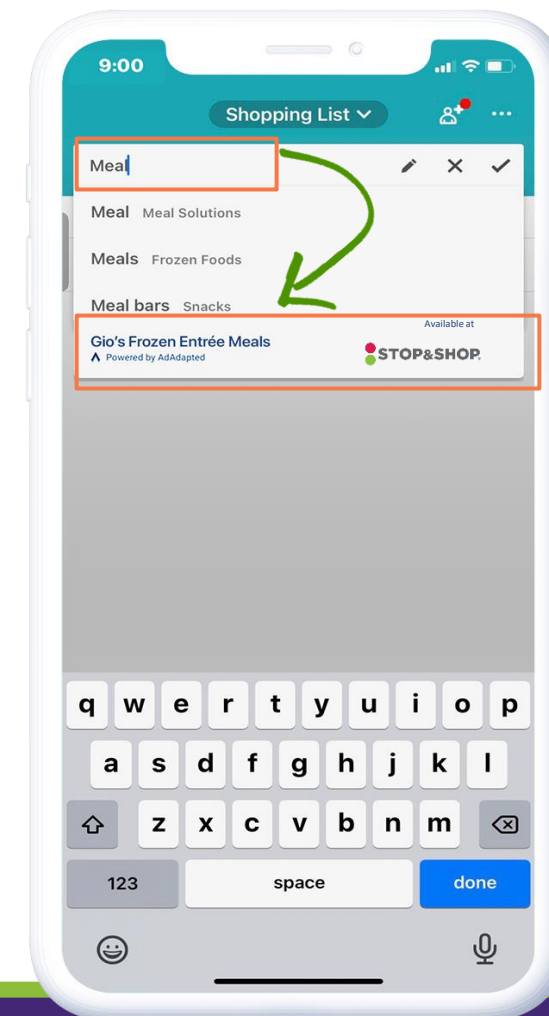 9:00
Shopping List
Meal
Meal Meal Solutions
Meals Frozen Foods
Meal bars Snacks
Available at
Gio's Frozen Entrée Meals
Powered by AdAdapted
STOP&SHOP.
q w e r t y u i o p
a s d f g h j k l
z x c v b n m
123 space done